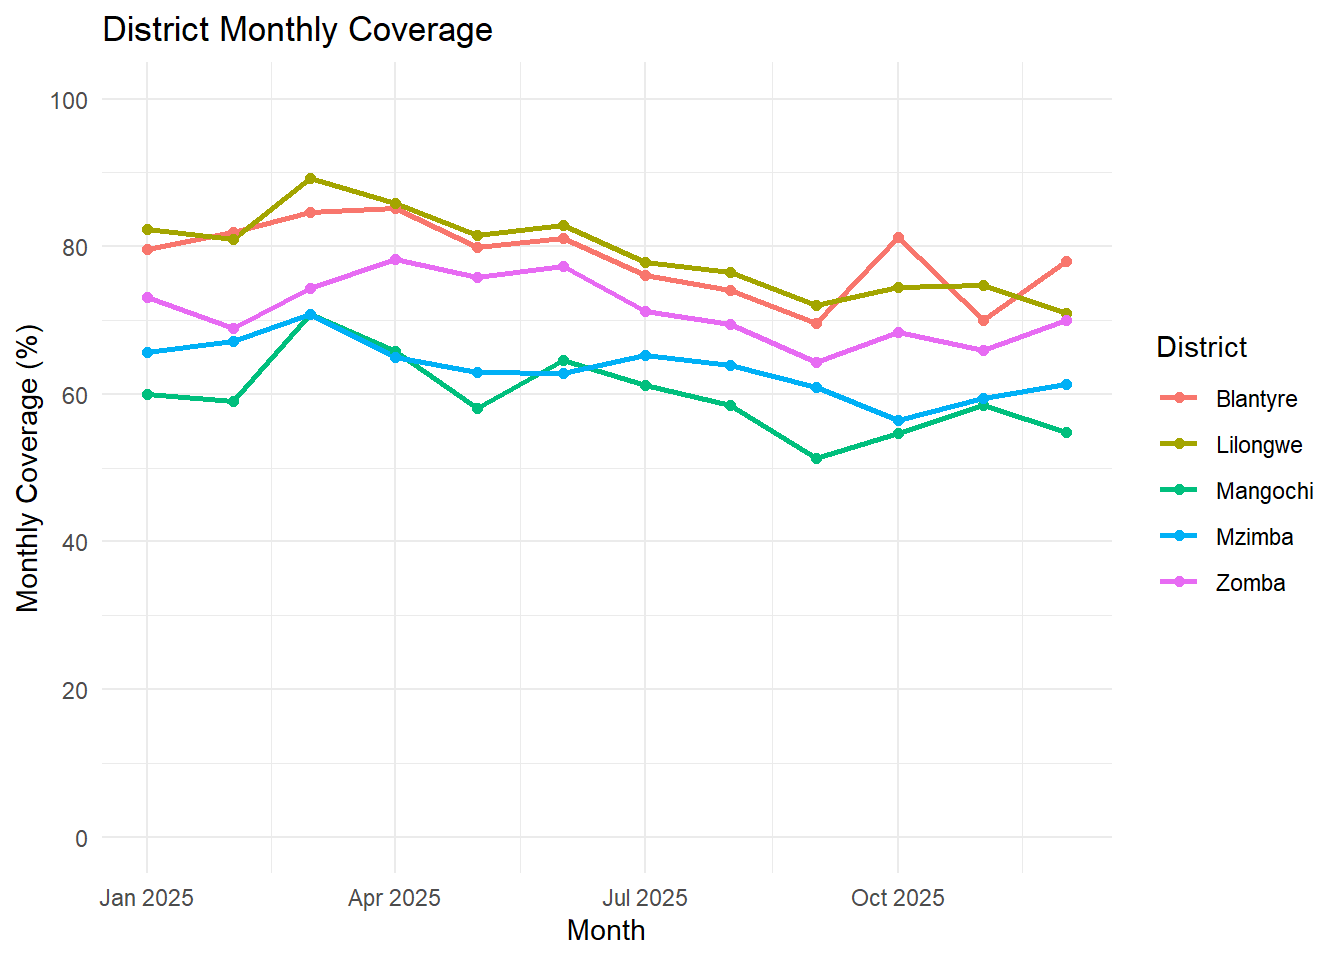 District Monthly Coverage
Monthly Coverage (%)
100
80
60
40
20
0
Jan 2025
Apr 2025
Jul 2025
Oct 2025
Month
District
Blantyre
Lilongwe
Mangochi
Mzimba
Zomba